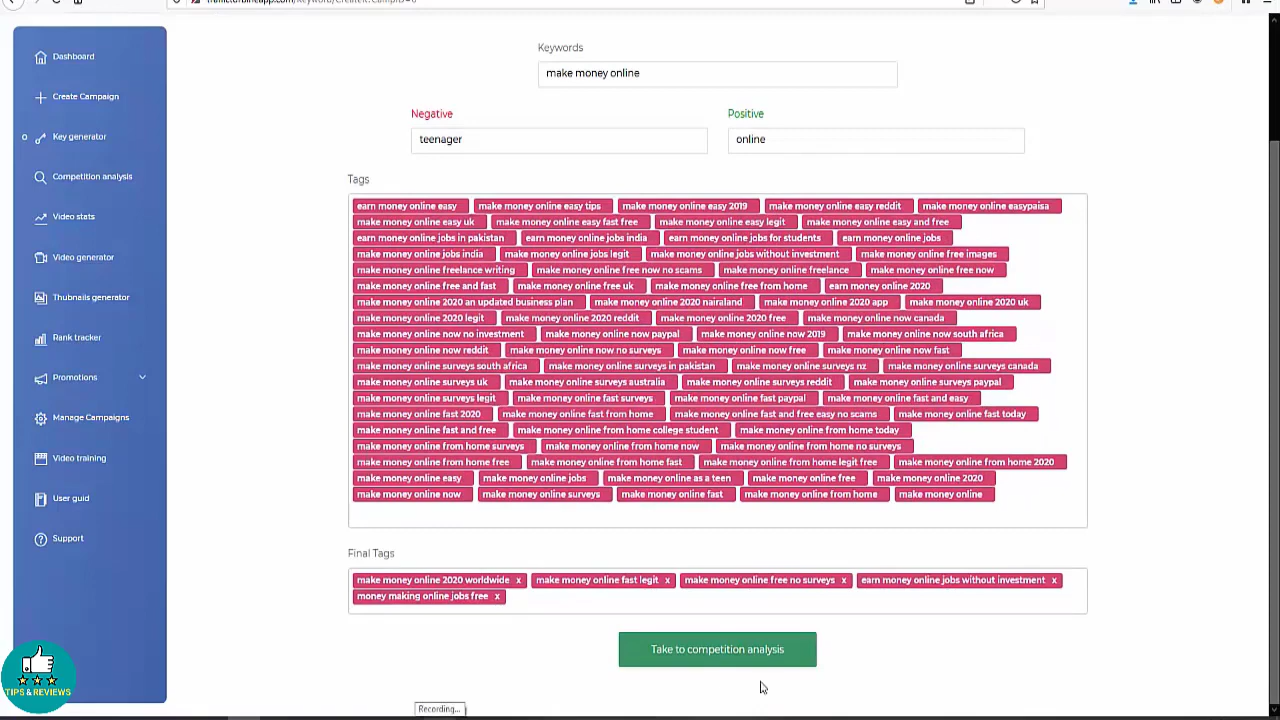 Dashboard
Create Campaign
Key generator
Competition analysis
Video stats
Video generator
Thubnails generator
Rank tracker
Promotions
Manage Campaigns
Video training
User guid
Support
TIPS & REVIEWS
Keywords
make money online
Negative Positive
teenager online
Tags
earn money online easy make money online easy tips make money online easy 2019 make money online easy reddit make money online easypaisa
make money online easy uk make money online easy fast free make money online easy legit make money online easy and free
earn money online jobs in pakistan earn money online jobs india earn money online jobs for students earn money online jobs
make money online jobs india make money online jobs legit make money online jobs without investment make money online free images
make money online freelance writing make money online free now no scams make money online freelance make money online free now
make money online free and fast make money online free uk make money online free from home earn money online 2020
make money online 2020 an updated business plan make money online 2020 nairaland make money online 2020 app make money online 2020 uk
make money online 2020 legit make money online 2020 reddit make money online 2020 free make money online now canada
make money online now no investment make money online now paypal make money online now 2019 make money online now south africa
make money online now reddit make money online now no surveys make money online now free make money online now fast
make money online surveys south africa make money online surveys in pakistan make money online surveys nz make money online surveys canada
make money online surveys uk make money online surveys australia make money online surveys reddit make money online surveys paypal
make money online surveys legit make money online fast surveys make money online fast paypal make money online fast and easy
make money online fast 2020 make money online fast from home make money online fast and free easy no scams make money online fast today
make money online fast and free make money online from home college student make money online from home today
make money online from home surveys make money online from home now make money online from home no surveys
make money online from home free make money online from home fast make money online from home legit free make money online from home 2020
make money online easy make money online jobs make money online as a teen make money online free make money online 2020
make money online now make money online surveys make money online fast make money online from home make money online
Final Tags
make money online 2020 worldwide x make money online fast legit x make money online free no surveys x earn money online jobs without investment x
money making online jobs free x
Take to competition analysis
Recording...